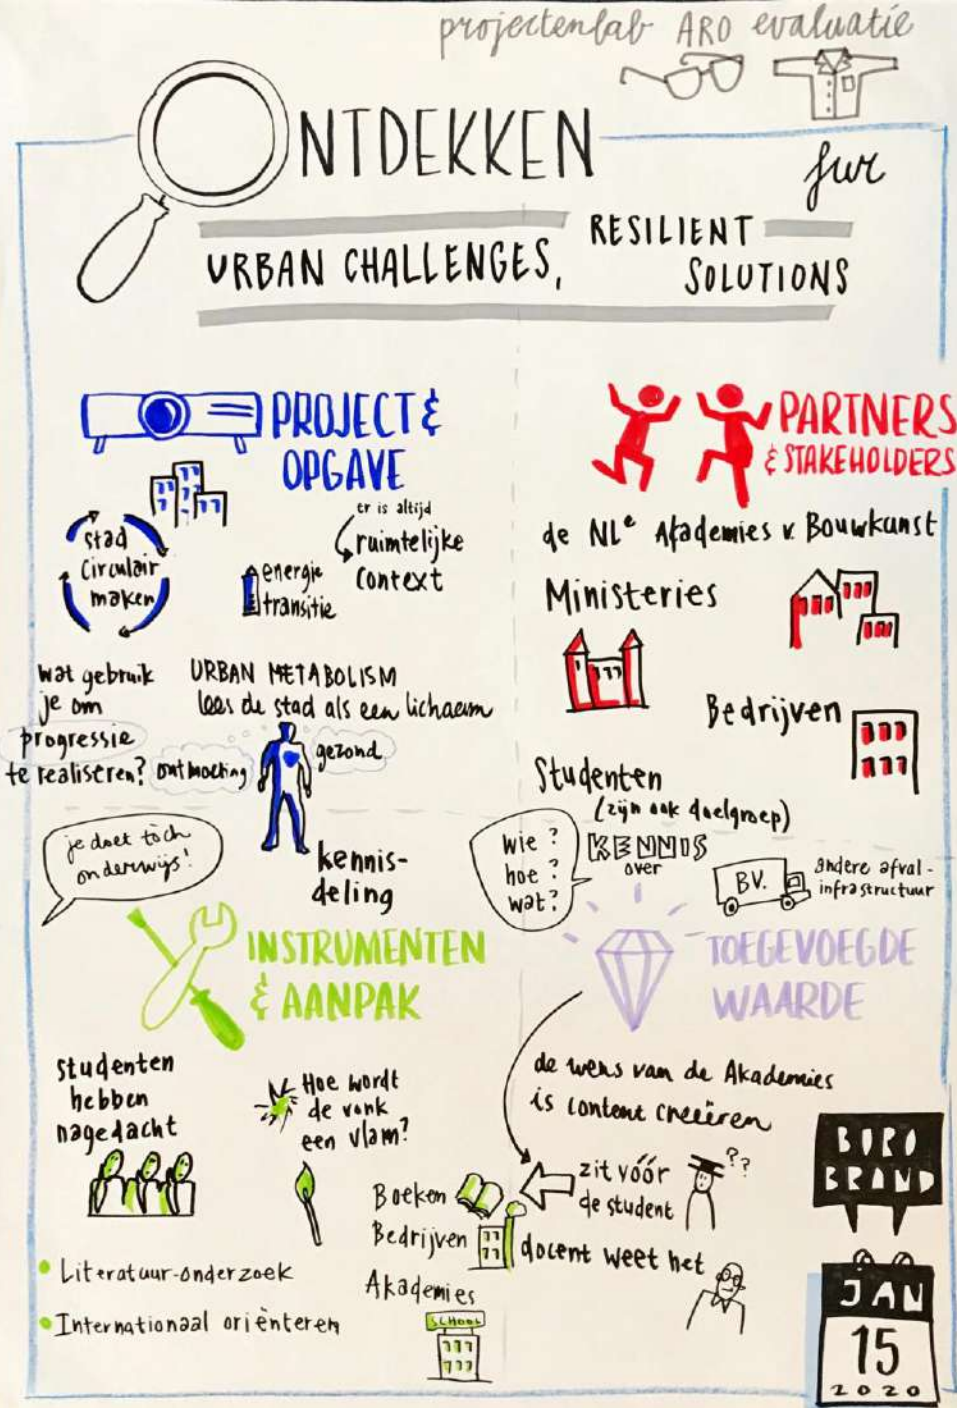 projectenlab ARO evaluatie
ONTDEKKEN
fur
URBAN CHALLENGES,
RESILIENT
SOLUTIONS
PROJECT &
OPGAVE
stad
circulair
maken
energie
transitie
er is altijd
ruimtelijke
context
wat gebruik
je om
progressie
te realiseren?
URBAN METABOLISM
lees de stad als een lichaam
ontmoeting
gezond
je doet tòch
onderwijs!
kennis-
deling
PARTNERS
& STAKEHOLDERS
de NLe Akademies v. Bouwkunst
Ministeries
Bedrijven
Studenten
(zijn ook doelgroep)
wie?
hoe?
wat?
KENNIS
over
BV.
andere afval-
infrastructuur
INSTRUMENTEN
& AANPAK
studenten
hebben
nagedacht
Hoe wordt
de vonk
een vlam?
• Literatuur-onderzoek
• Internationaal oriënteren
Boeken
Bedrijven
Akademies
SCHOOL
TOEGEVOEGDE
WAARDE
de wens van de Akademies
is content creëren
zit vóór
de student
??
docent weet het
BURO
BRAND
JAN
15
2020